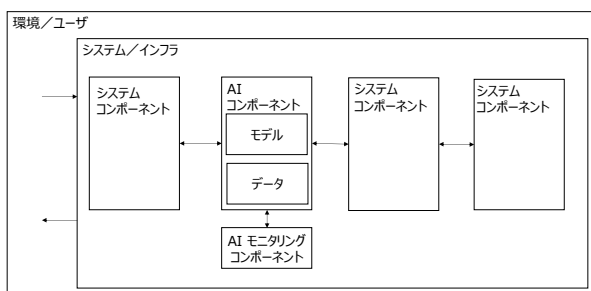 環境／ユーザ
システム／インフラ
システム
コンポーネント
AI
コンポーネント
モデル
データ
システム
コンポーネント
システム
コンポーネント
AI モニタリング
コンポーネント